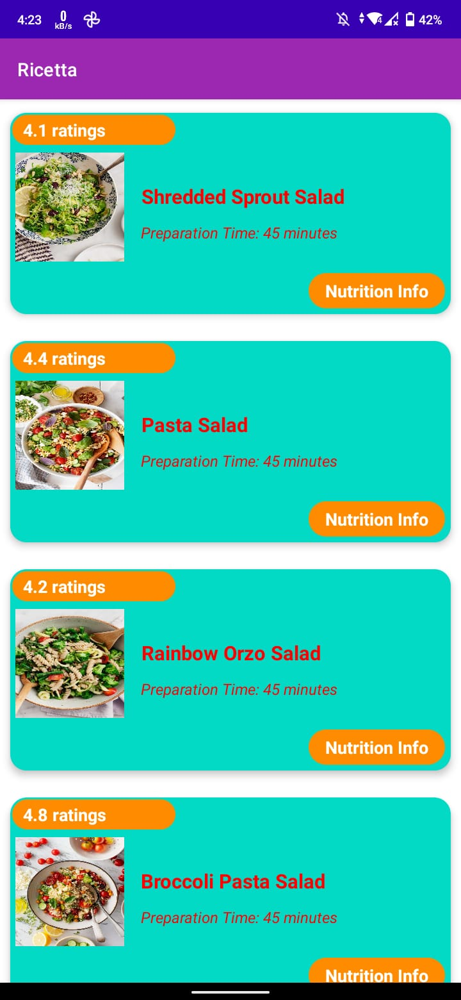 4:23 0 kB/s 4 42%
Ricetta
4.1 ratings
Shredded Sprout Salad
Preparation Time: 45 minutes
Nutrition Info
4.4 ratings
Pasta Salad
Preparation Time: 45 minutes
Nutrition Info
4.2 ratings
Rainbow Orzo Salad
Preparation Time: 45 minutes
Nutrition Info
4.8 ratings
Broccoli Pasta Salad
Preparation Time: 45 minutes
Nutrition Info